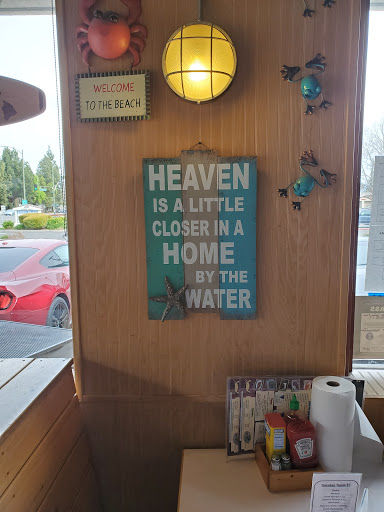 WELCOME
TO THE BEACH
HEAVEN
IS A LITTLE
CLOSER IN A
HOME
BY THE
WATER